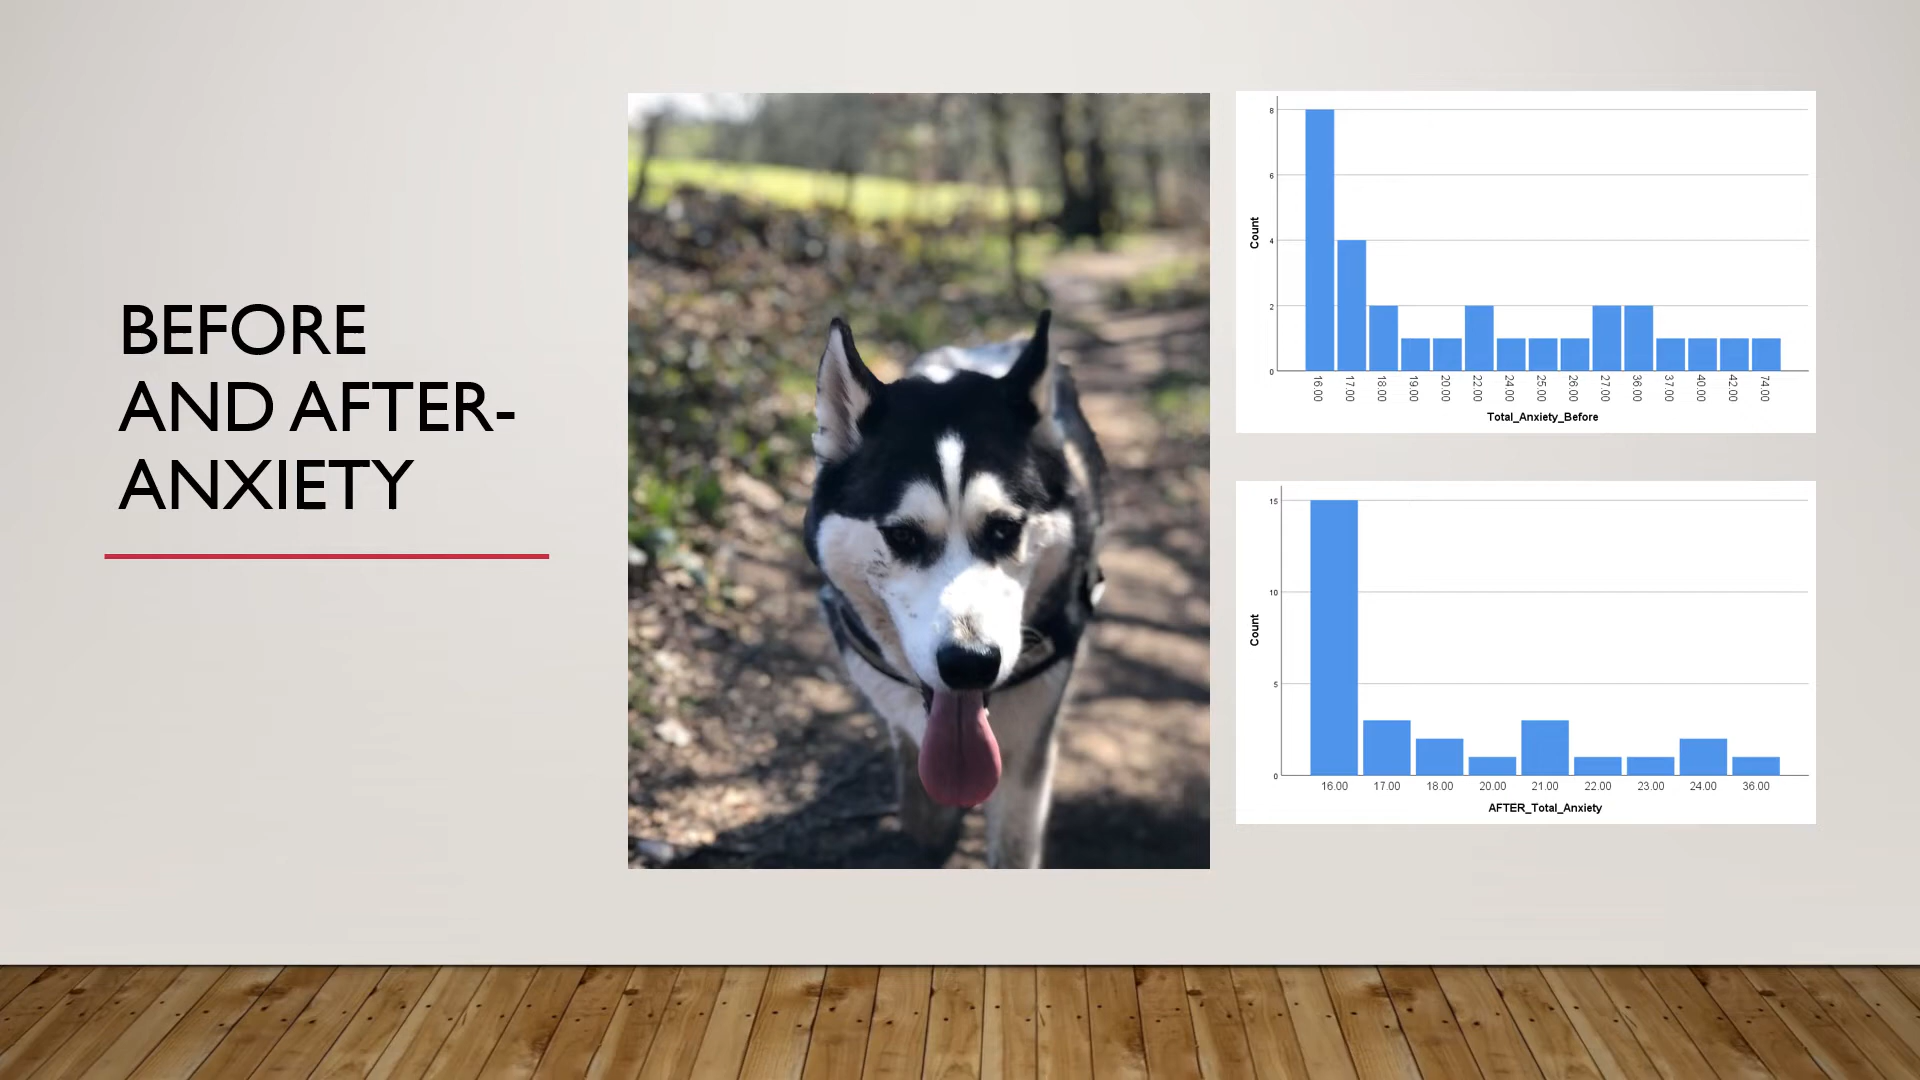 BEFORE
AND AFTER-
ANXIETY
8
6
4
2
0
Count
16.00 17.00 18.00 19.00 20.00 22.00 24.00 25.00 26.00 27.00 36.00 37.00 40.00 42.00 74.00
Total_Anxiety_Before
15
10
5
0
Count
16.00 17.00 18.00 20.00 21.00 22.00 23.00 24.00 36.00
AFTER_Total_Anxiety